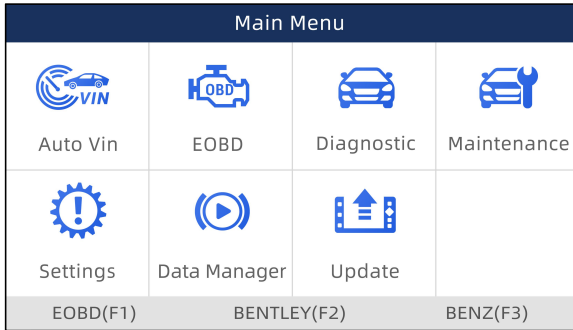 Main Menu
VIN
OBD
Auto Vin
EOBD
Diagnostic
Maintenance
Settings
Data Manager
Update
EOBD(F1)
BENTLEY(F2)
BENZ(F3)